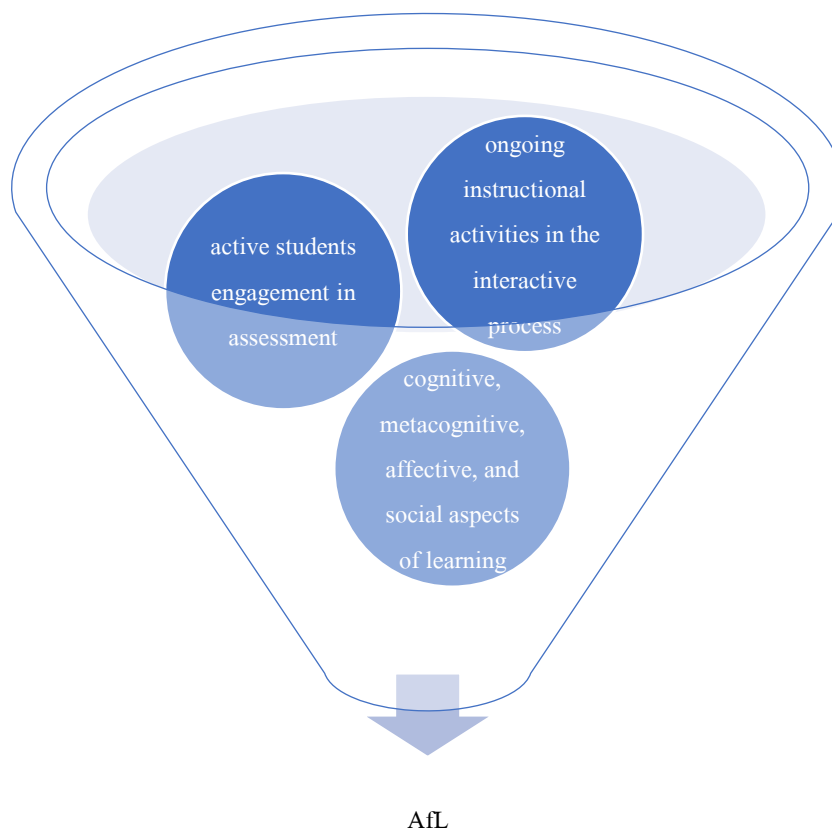 ongoing
instructional
activities in the
interactive
process
active students
engagement in
assessment
cognitive,
metacognitive,
affective, and
social aspects
of learning
AfL